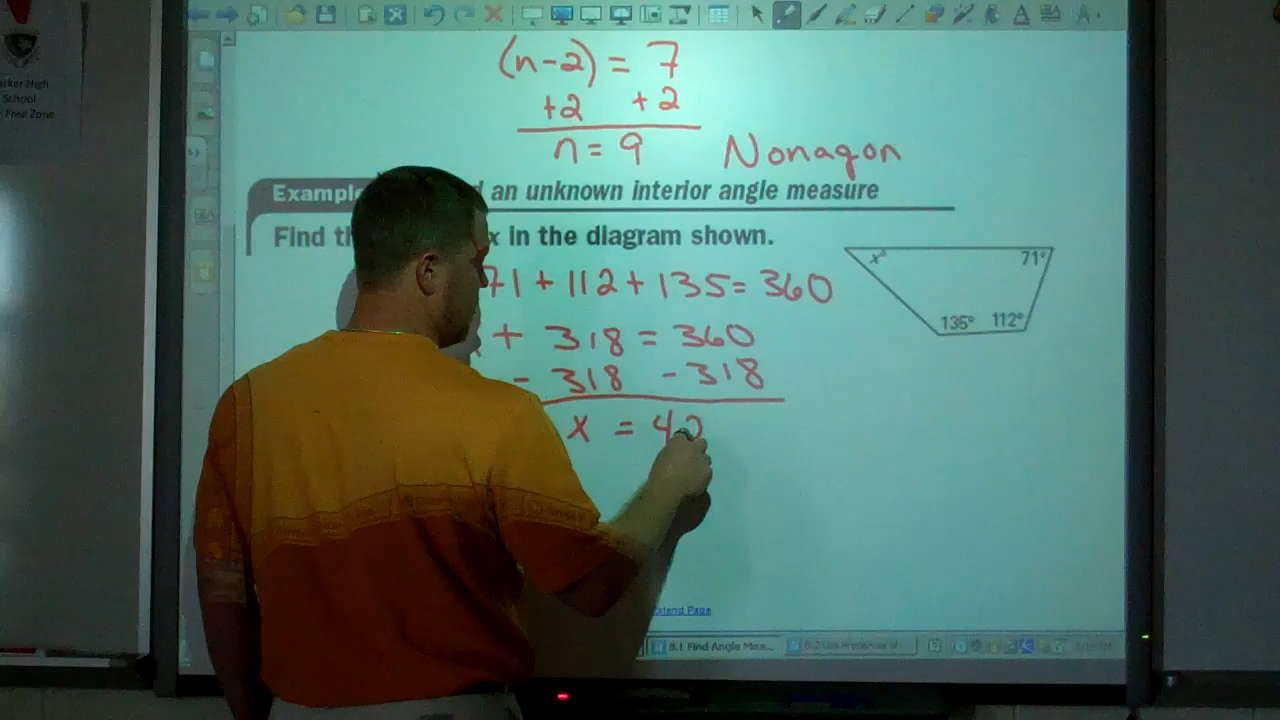 arker High
School
Free Zone
(n-2) = 7
+2 +2
n = 9 Nonagon
Example an unknown interior angle measure
Find th x in the diagram shown.
71 + 112 + 135 = 360
+ 318 = 360
- 318 - 318
x = 42
x°
71°
135° 112°
Extend Page
8.1 Find Angle Mea...